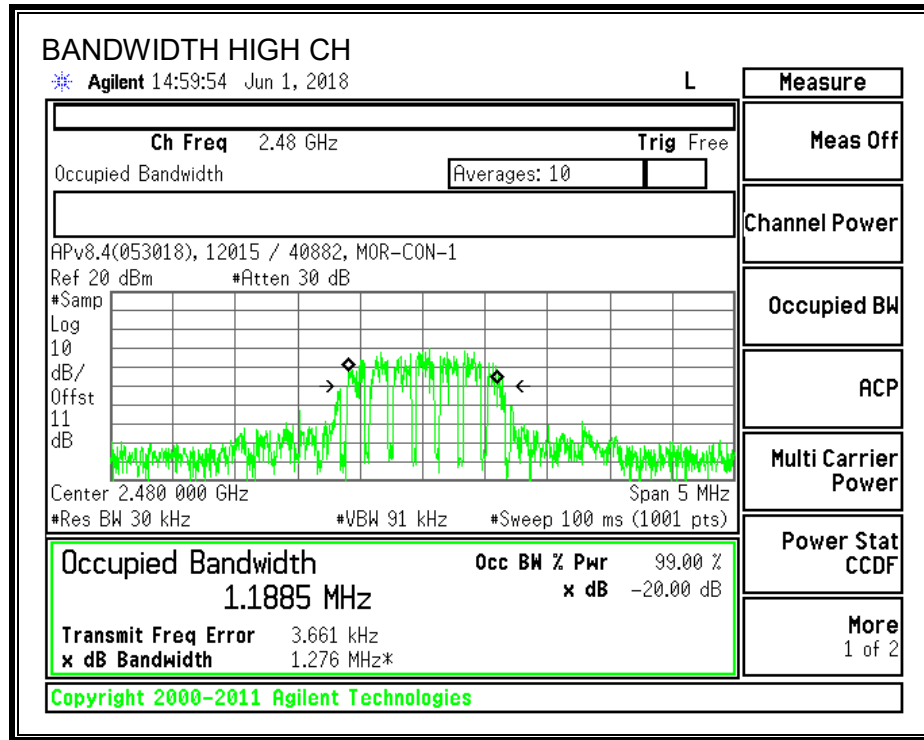 BANDWIDTH HIGH CH
Agilent 14:59:54 Jun 1, 2018 L
Measure
Ch Freq 2.48 GHz Trig Free
Occupied Bandwidth Averages: 10
APv8.4(053018), 12015 / 40882, MOR-CON-1
Ref 20 dBm #Atten 30 dB
#Samp
Log
10
dB/
Offst
11
dB
Center 2.480 000 GHz Span 5 MHz
#Res BW 30 kHz #VBW 91 kHz #Sweep 100 ms (1001 pts)
Occupied Bandwidth Occ BW % Pwr 99.00 %
1.1885 MHz x dB -20.00 dB
Transmit Freq Error 3.661 kHz
x dB Bandwidth 1.276 MHz*
Copyright 2000-2011 Agilent Technologies
Meas Off
Channel Power
Occupied BW
ACP
Multi Carrier
Power
Power Stat
CCDF
More
1 of 2